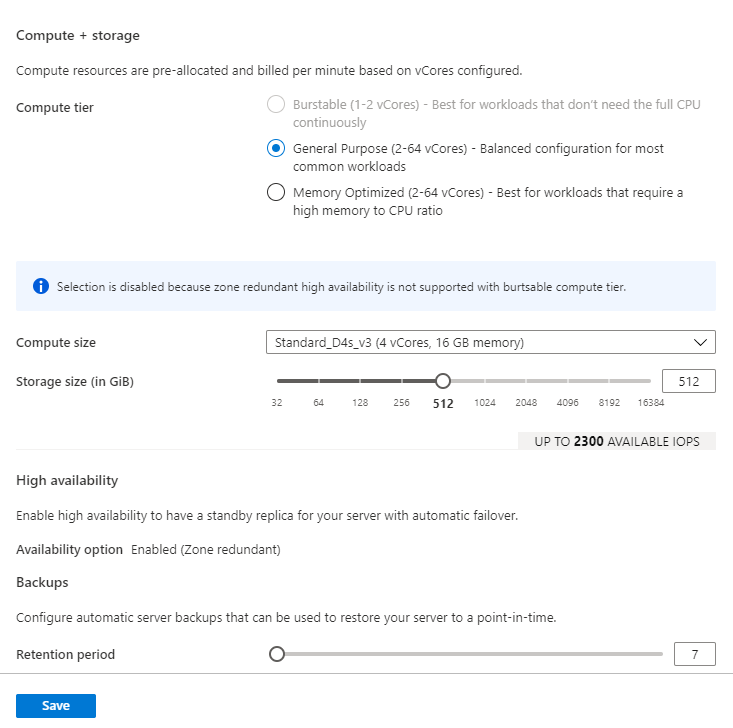 Compute + storage
Compute resources are pre-allocated and billed per minute based on vCores configured.
Compute tier
Burstable (1-2 vCores) - Best for workloads that don't need the full CPU
continuously
General Purpose (2-64 vCores) - Balanced configuration for most
common workloads
Memory Optimized (2-64 vCores) - Best for workloads that require a
high memory to CPU ratio
Selection is disabled because zone redundant high availability is not supported with burtsable compute tier.
Compute size Standard_D4s_v3 (4 vCores, 16 GB memory)
Storage size (in GiB) 512
32 64 128 256 512 1024 2048 4096 8192 16384
UP TO 2300 AVAILABLE IOPS
High availability
Enable high availability to have a standby replica for your server with automatic failover.
Availability option Enabled (Zone redundant)
Backups
Configure automatic server backups that can be used to restore your server to a point-in-time.
Retention period 7
Save